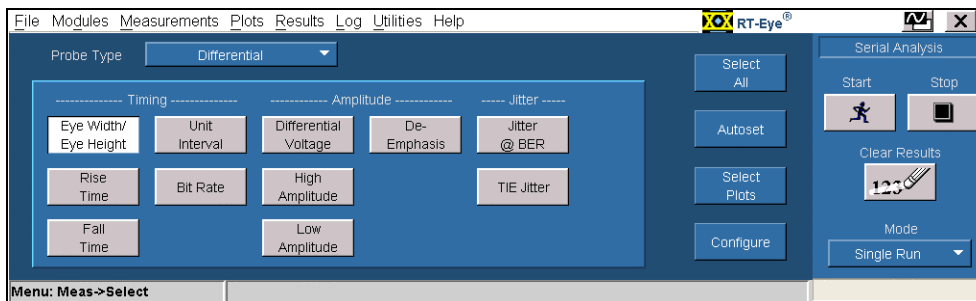 File Modules Measurements Plots Results Log Utilities Help
RT-Eye®
Probe Type
Differential
-------------- Timing --------------
------------ Amplitude ------------
----- Jitter -----
Eye Width/
Eye Height
Unit
Interval
Differential
Voltage
De-
Emphasis
Jitter
@ BER
Rise
Time
Bit Rate
High
Amplitude
TIE Jitter
Fall
Time
Low
Amplitude
Select
All
Autoset
Select
Plots
Configure
Serial Analysis
Start
Stop
Clear Results
123
Mode
Single Run
Menu: Meas->Select